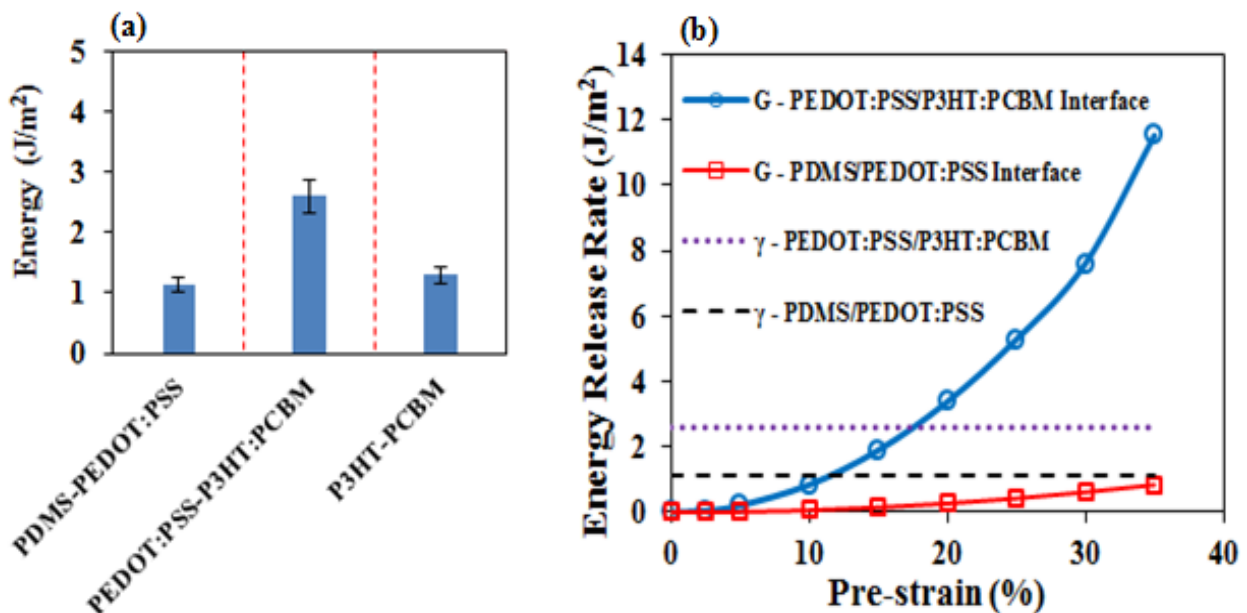 (a)
Energy (J/m²)
5
4
3
2
1
0
PDMS-PEDOT:PSS
PEDOT:PSS-P3HT:PCBM
P3HT-PCBM
(b)
Energy Release Rate (J/m²)
14
12
10
8
6
4
2
0
G - PEDOT:PSS/P3HT:PCBM Interface
G - PDMS/PEDOT:PSS Interface
γ - PEDOT:PSS/P3HT:PCBM
γ - PDMS/PEDOT:PSS
0 10 20 30 40
Pre-strain (%)